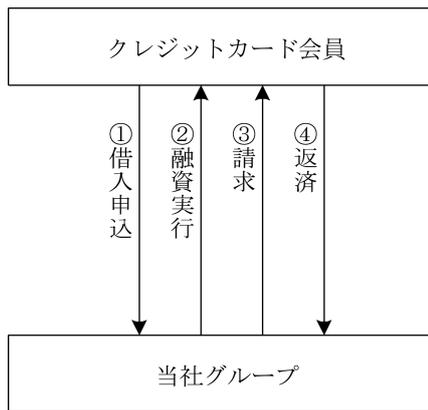 クレジットカード会員
①借入申込
②融資実行
③請求
④返済
当社グループ